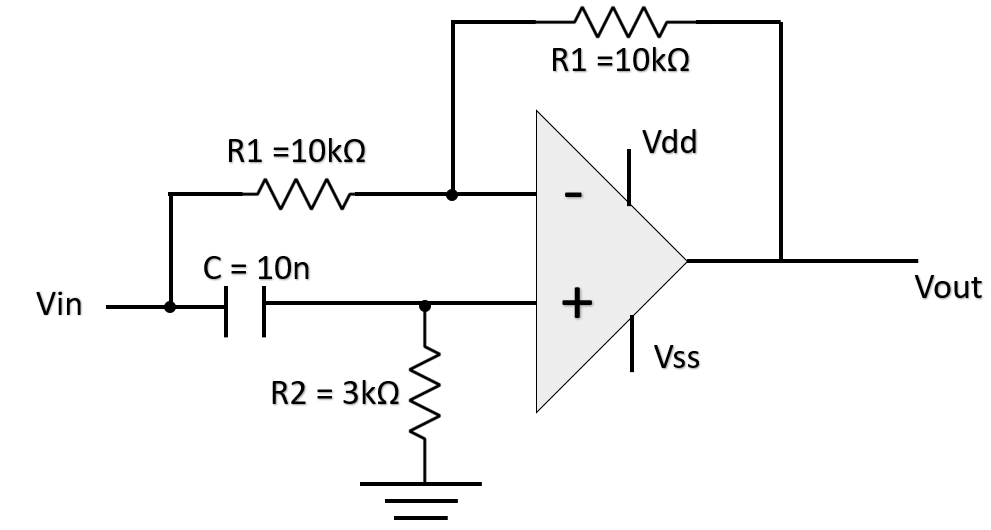 R1 =10kΩ
Vdd
R1 =10kΩ
-
C = 10n
Vin
+
Vout
Vss
R2 = 3kΩ